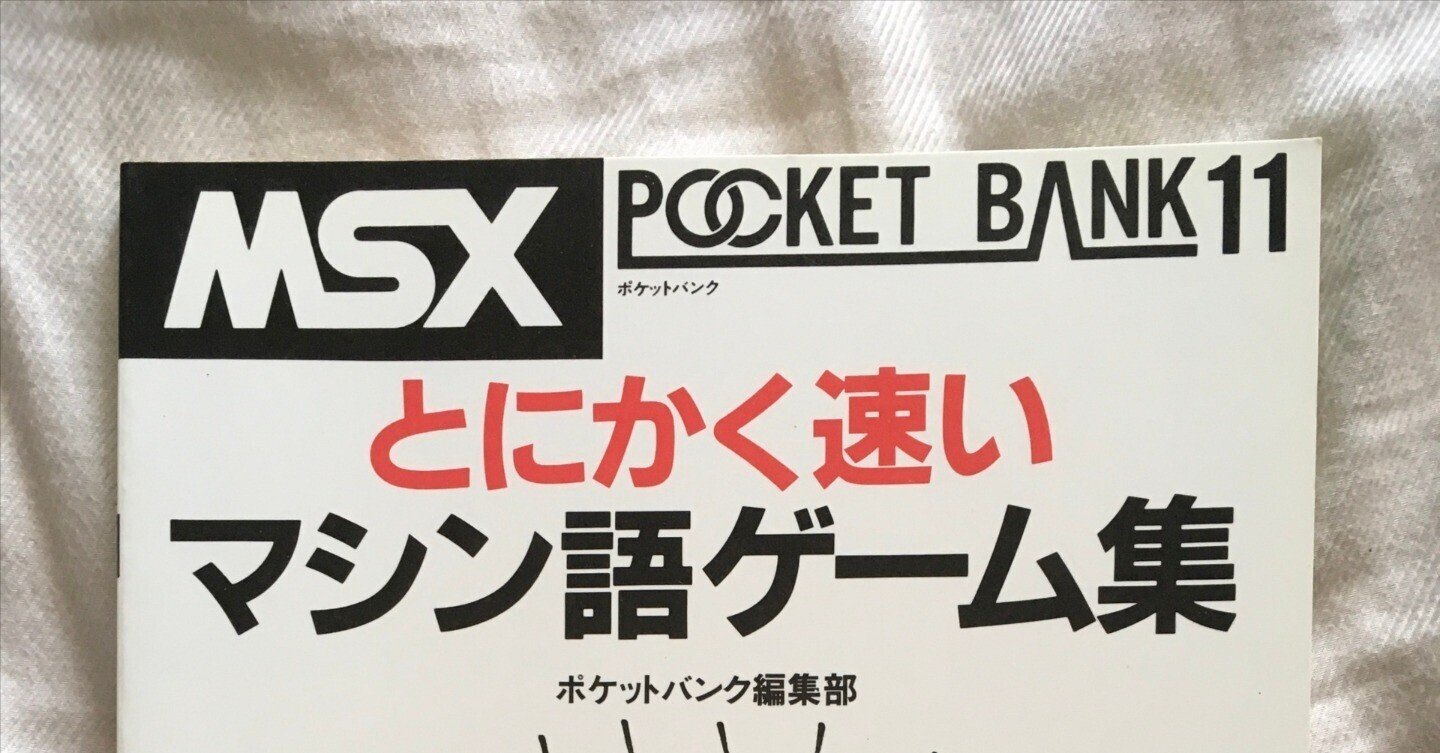 MSX
POCKET BANK 11
ポケットバンク
とにかく速い
マシン語ゲーム集
ポケットバンク編集部